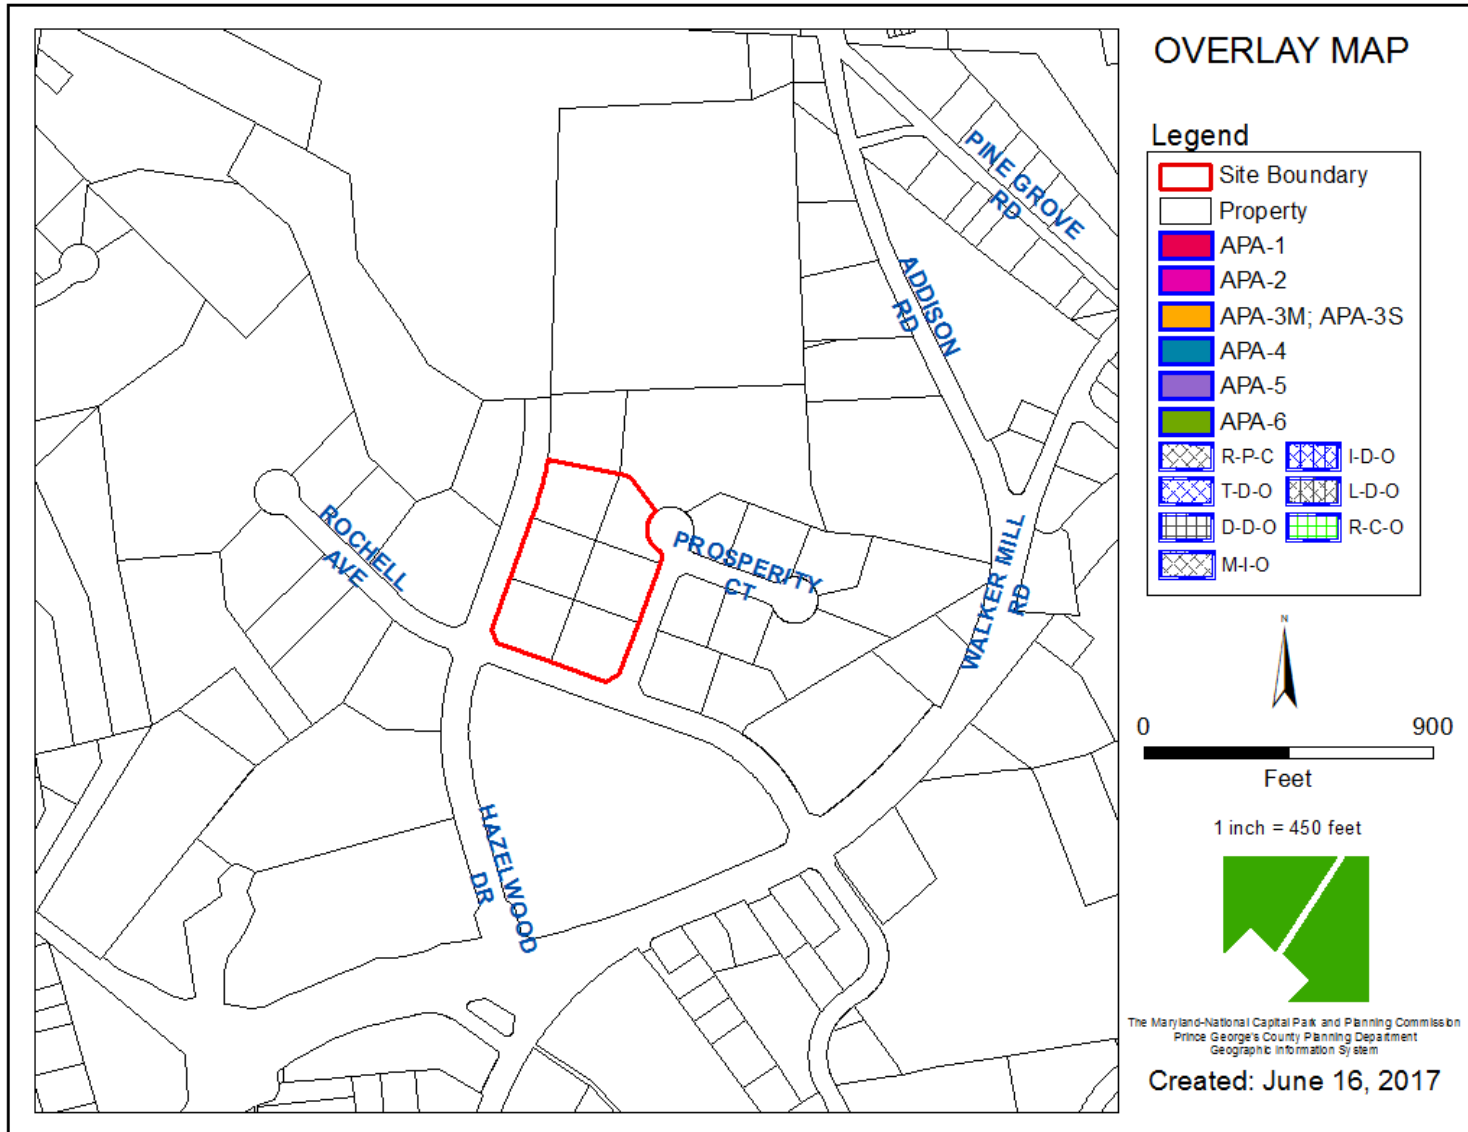 OVERLAY MAP
Legend
Site Boundary
Property
APA-1
APA-2
APA-3M; APA-3S
APA-4
APA-5
APA-6
R-P-C
I-D-O
T-D-O
L-D-O
D-D-O
R-C-O
M-I-O
N
0
900
Feet
1 inch = 450 feet
The Maryland-National Capital Park and Planning Commission
Prince George's County Planning Department
Geographic Information System
Created: June 16, 2017
PINE GROVE
RD
ADDISON
RD
ROCHELL
AVE
PROSPERITY
CT
WALKER MILL
RD
HAZELWOOD
DR